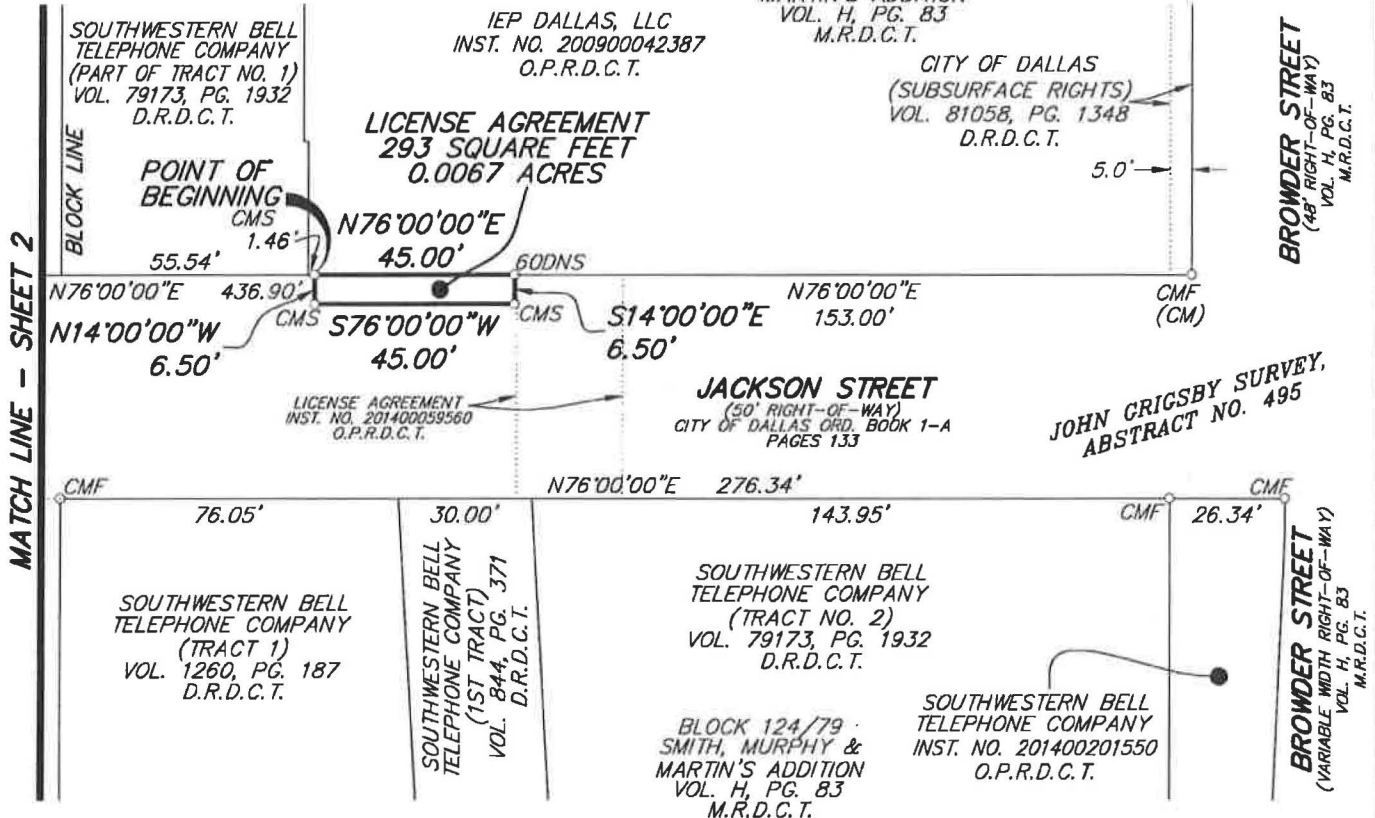 SOUTHWESTERN BELL
TELEPHONE COMPANY
(PART OF TRACT NO. 1)
VOL. 79173, PG. 1932
D.R.D.C.T.
IEP DALLAS, LLC
INST. NO. 200900042387
O.P.R.D.C.T.
VOL. H, PG. 83
M.R.D.C.T.
CITY OF DALLAS
(SUBSURFACE RIGHTS)
VOL. 81058, PG. 1348
D.R.D.C.T.
5.0'
BROWDER STREET
(48' RIGHT-OF-WAY)
VOL. H, PG. 83
M.R.D.C.T.
BLOCK LINE
LICENSE AGREEMENT
293 SQUARE FEET
0.0067 ACRES
POINT OF
BEGINNING
CMS
1.46'
N76°00'00"E
45.00'
55.54'
60DNS
N76°00'00"E 436.90'
N76°00'00"E
153.00'
CMF
(CM)
N14°00'00"W
6.50'
CMS
S76°00'00"W
45.00'
CMS
S14°00'00"E
6.50'
MATCH LINE - SHEET 2
LICENSE AGREEMENT
INST. NO. 201400059560
O.P.R.D.C.T.
JACKSON STREET
(50' RIGHT-OF-WAY)
CITY OF DALLAS ORD. BOOK 1-A
PAGES 133
JOHN GRIGSBY SURVEY,
ABSTRACT NO. 495
CMF
N76°00'00"E 276.34'
CMF
CMF
76.05'
30.00'
143.95'
26.34'
SOUTHWESTERN BELL
TELEPHONE COMPANY
(TRACT 1)
VOL. 1260, PG. 187
D.R.D.C.T.
SOUTHWESTERN BELL
TELEPHONE COMPANY
(1ST TRACT)
VOL. 844, PG. 371
D.R.D.C.T.
SOUTHWESTERN BELL
TELEPHONE COMPANY
(TRACT NO. 2)
VOL. 79173, PG. 1932
D.R.D.C.T.
BLOCK 124/79
SMITH, MURPHY &
MARTIN'S ADDITION
VOL. H, PG. 83
M.R.D.C.T.
SOUTHWESTERN BELL
TELEPHONE COMPANY
INST. NO. 201400201550
O.P.R.D.C.T.
BROWDER STREET
(VARIABLE WIDTH RIGHT-OF-WAY)
VOL. H, PG. 83
M.R.D.C.T.